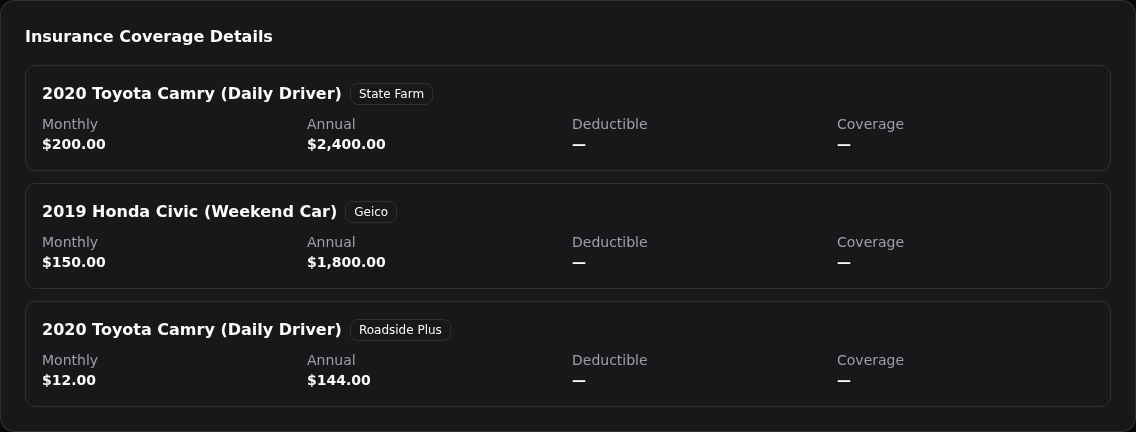 Insurance Coverage Details
2020 Toyota Camry (Daily Driver) State Farm
Monthly Annual Deductible Coverage
$200.00 $2,400.00 — —
2019 Honda Civic (Weekend Car) Geico
Monthly Annual Deductible Coverage
$150.00 $1,800.00 — —
2020 Toyota Camry (Daily Driver) Roadside Plus
Monthly Annual Deductible Coverage
$12.00 $144.00 — —